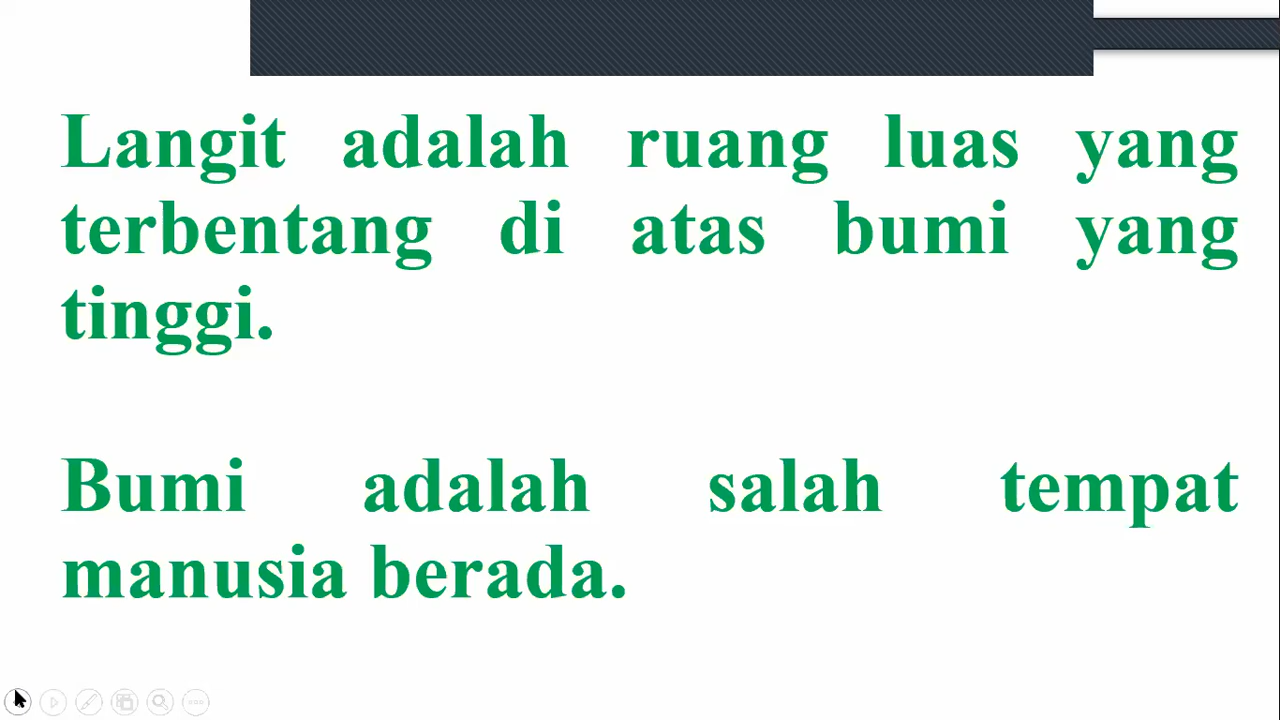 Langit adalah ruang luas yang
terbentang di atas bumi yang
tinggi.
Bumi adalah salah tempat
manusia berada.